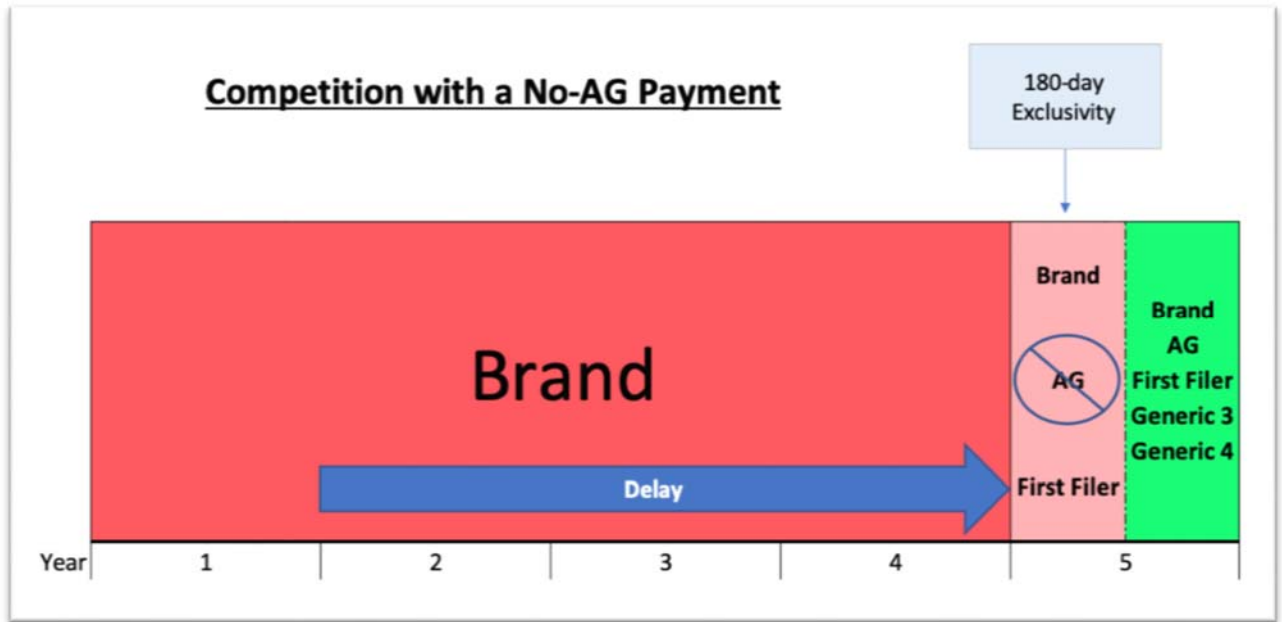 Competition with a No-AG Payment
180-day
Exclusivity
Brand
Brand
AG
First Filer
Brand
AG
First Filer
Generic 3
Generic 4
Delay
Year 1 2 3 4 5